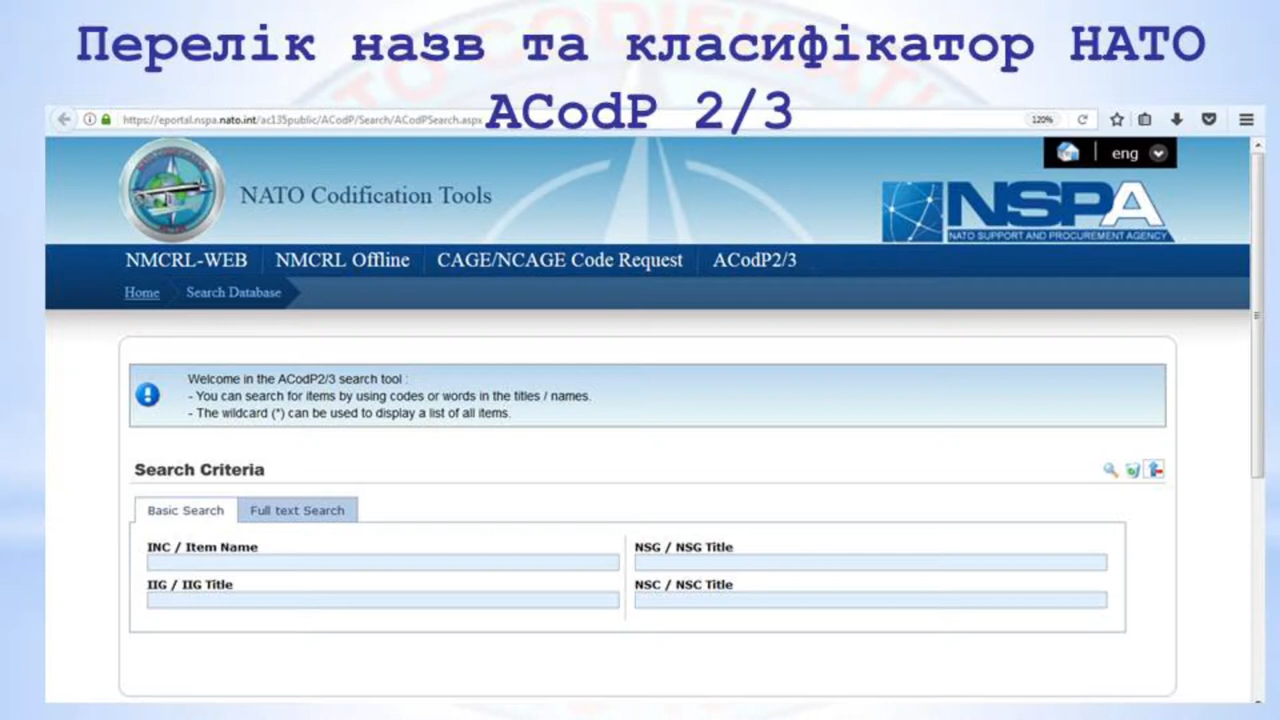 Перелік назв та класифікатор НАТО
ACodP 2/3
https://eportal.nspa.nato.int/ac135public/ACodP/Search/ACodPSearch.aspx
120%
eng
NATO Codification Tools
NSPA
NATO SUPPORT AND PROCUREMENT AGENCY
NMCRL-WEB NMCRL Offline CAGE/NCAGE Code Request ACodP2/3
Home Search Database
Welcome in the ACodP2/3 search tool :
- You can search for items by using codes or words in the titles / names.
- The wildcard (*) can be used to display a list of all items.
Search Criteria
Basic Search Full text Search
INC / Item Name NSG / NSG Title
IIG / IIG Title NSC / NSC Title